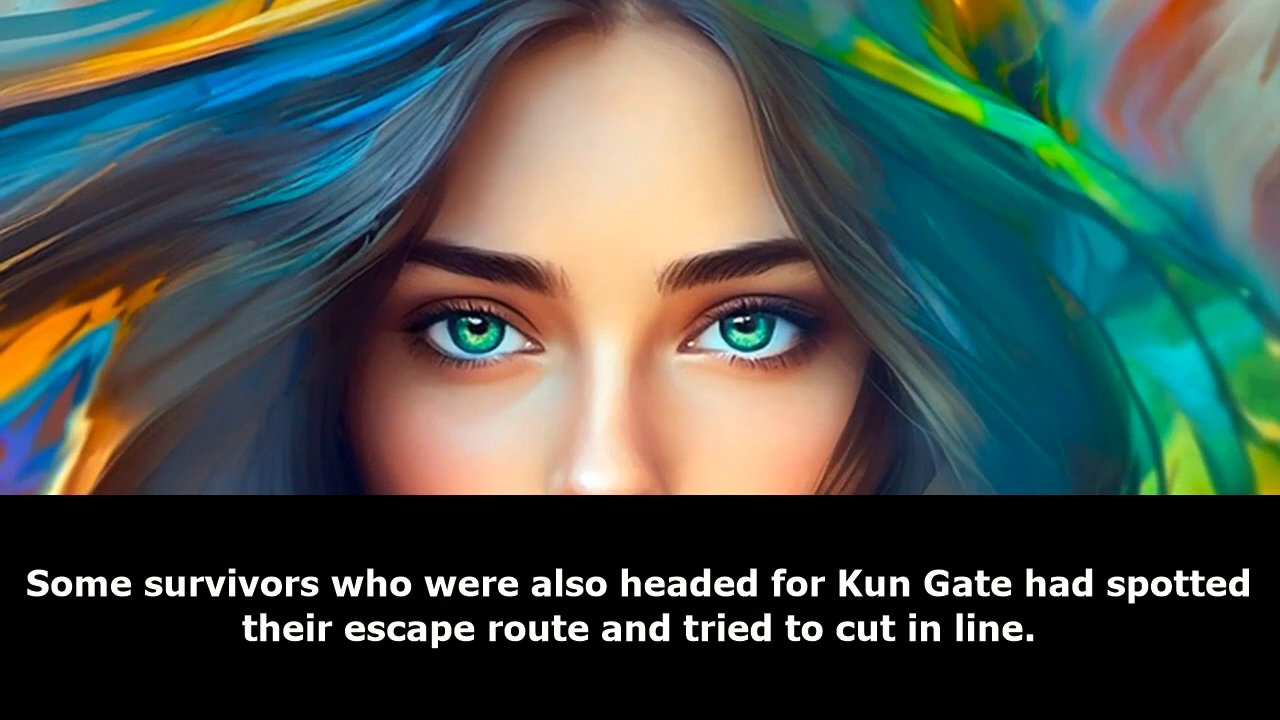 Some survivors who were also headed for Kun Gate had spotted
their escape route and tried to cut in line.